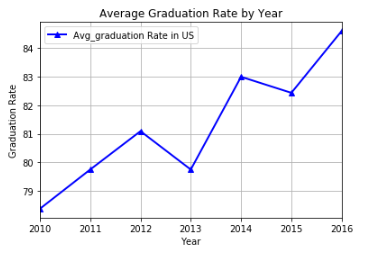 Average Graduation Rate by Year
Avg_graduation Rate in US
Graduation Rate
84
83
82
81
80
79
2010 2011 2012 2013 2014 2015 2016
Year